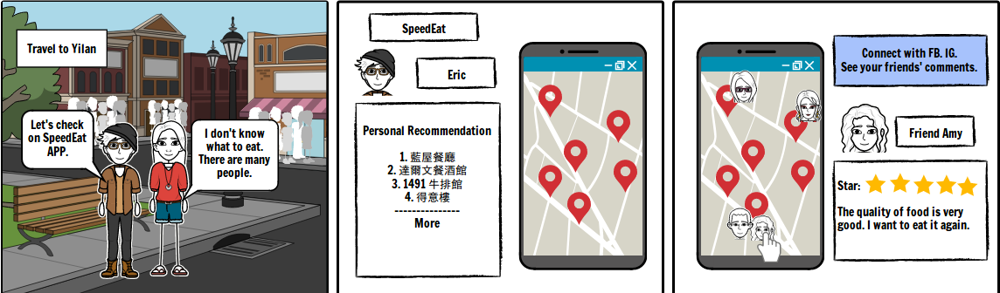 Travel to Yilan
Let's check
on SpeedEat
APP.
I don't know
what to eat.
There are many
people.
SpeedEat
Eric
Personal Recommendation
1. 藍屋餐廳
2. 達爾文餐酒館
3. 1491 牛排館
4. 得意樓
---------------
More
Connect with FB. IG.
See your friends' comments.
Friend Amy
Star:
The quality of food is very
good. I want to eat it again.